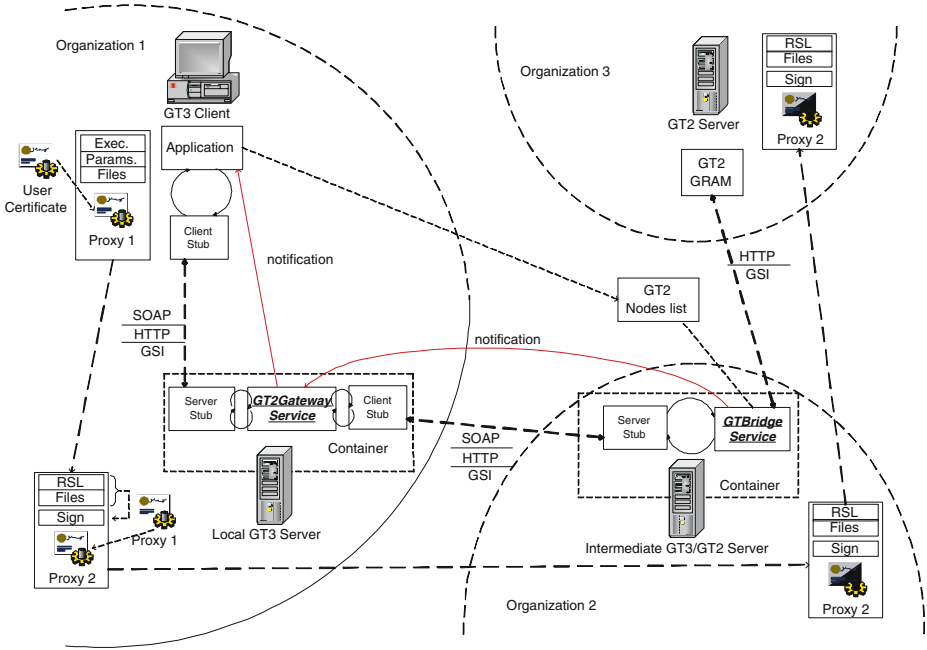 Organization 1
GT3 Client
Exec.
Params.
Files
Application
User
Certificate
Proxy 1
Client
Stub
notification
SOAP
HTTP
GSI
Server
Stub
GT2Gateway
Service
Client
Stub
Container
Local GT3 Server
RSL
Files
Sign
Proxy 1
Proxy 2
Organization 3
GT2 Server
RSL
Files
Sign
Proxy 2
GT2
GRAM
HTTP
GSI
GT2
Nodes list
notification
SOAP
HTTP
GSI
Server
Stub
GTBridge
Service
Container
Intermediate GT3/GT2 Server
Organization 2
RSL
Files
Sign
Proxy 2